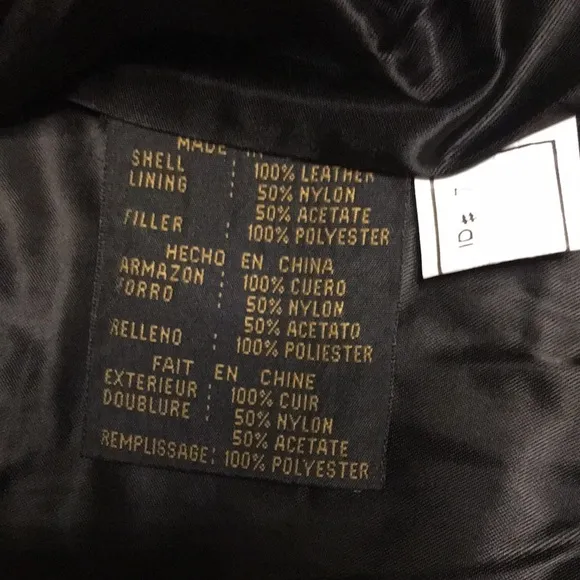 MADE
SHELL : 100% LEATHER
LINING : 50% NYLON
50% ACETATE
FILLER : 100% POLYESTER
HECHO EN CHINA
ARMAZON : 100% CUERO
FORRO : 50% NYLON
50% ACETATO
RELLENO : 100% POLIESTER
FAIT EN CHINE
EXTERIEUR : 100% CUIR
DOUBLURE : 50% NYLON
50% ACETATE
REMPLISSAGE: 100% POLYESTER
ID#